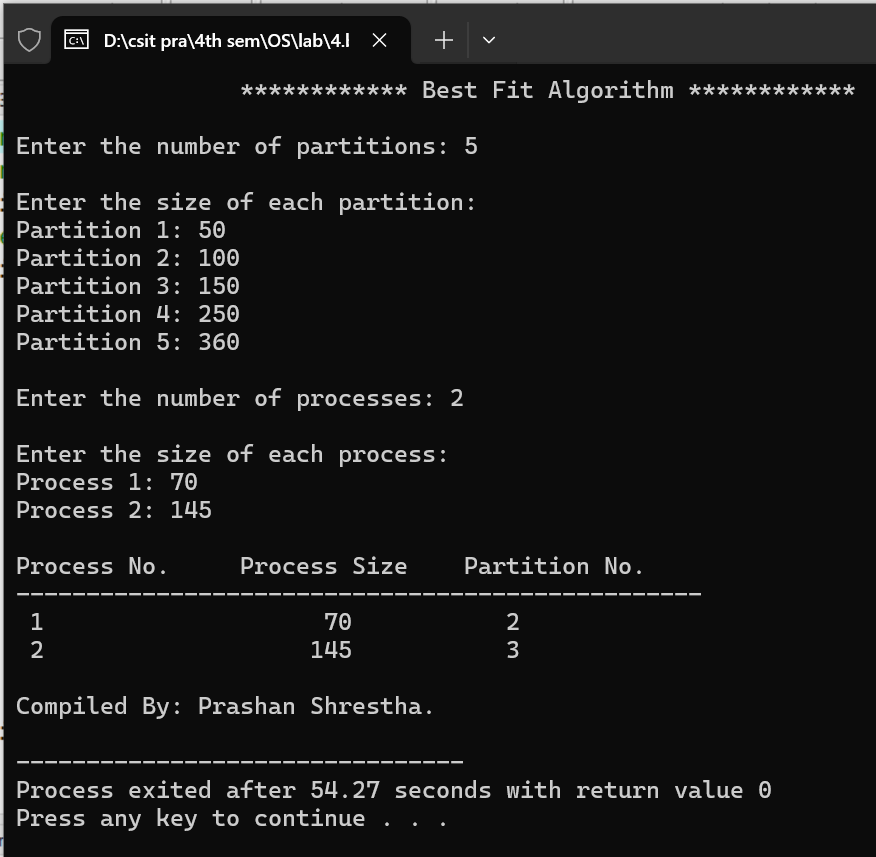 D:\csit pra\4th sem\OS\lab\4.l
************ Best Fit Algorithm ************
Enter the number of partitions: 5
Enter the size of each partition:
Partition 1: 50
Partition 2: 100
Partition 3: 150
Partition 4: 250
Partition 5: 360
Enter the number of processes: 2
Enter the size of each process:
Process 1: 70
Process 2: 145
Process No. Process Size Partition No.
-------------------------------------------------
1 70 2
2 145 3
Compiled By: Prashan Shrestha.
--------------------------------
Process exited after 54.27 seconds with return value 0
Press any key to continue . . .